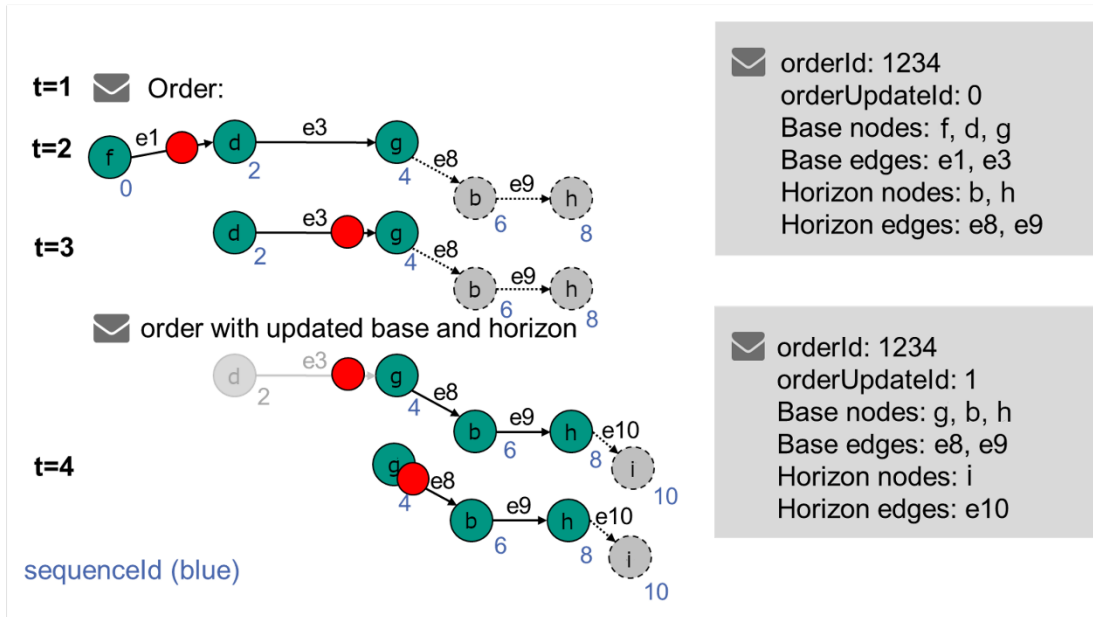 t=1 Order:
t=2
f e1 d e3 g e8 b e9 h
0 2 4 6 8
t=3
d e3 g e8 b e9 h
2 4 6 8
order with updated base and horizon
d e3 g e8 b e9 h e10 i
2 4 6 8 10
t=4
g e8 b e9 h e10 i
4 6 8 10
sequenceId (blue)
orderId: 1234
orderUpdateId: 0
Base nodes: f, d, g
Base edges: e1, e3
Horizon nodes: b, h
Horizon edges: e8, e9
orderId: 1234
orderUpdateId: 1
Base nodes: g, b, h
Base edges: e8, e9
Horizon nodes: i
Horizon edges: e10